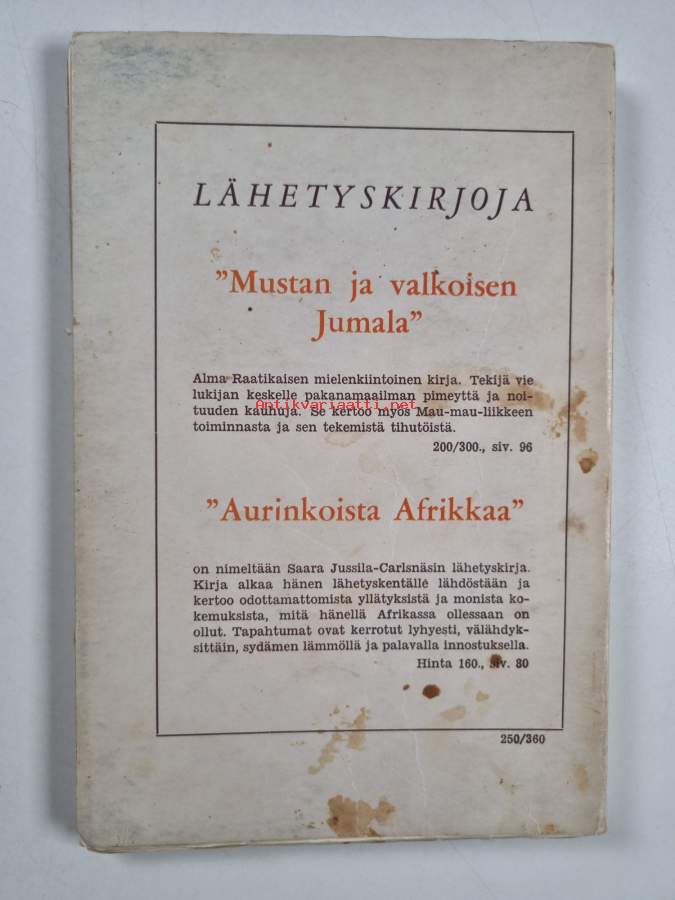 LÄHETYSKIRJOJA
”Mustan ja valkoisen
Jumala”
Alma Raatikaisen mielenkiintoinen kirja. Tekijä vie
lukijan keskelle pakanamaailman pimeyttä ja noi-
Antikvariaatti.net
tuuden kauhuja. Se kertoo myös Mau-mau-liikkeen
toiminnasta ja sen tekemistä tihutöistä.
200/300., siv. 96
”Aurinkoista Afrikkaa”
on nimeltään Saara Jussila-Carlsnäsin lähetyskirja.
Kirja alkaa hänen lähetyskentälle lähdöstään ja
kertoo odottamattomista yllätyksistä ja monista ko-
kemuksista, mitä hänellä Afrikassa ollessaan on
ollut. Tapahtumat ovat kerrotut lyhyesti, välähdyk-
sittäin, sydämen lämmöllä ja palavalla innostuksella.
Hinta 160., siv. 80
250/360